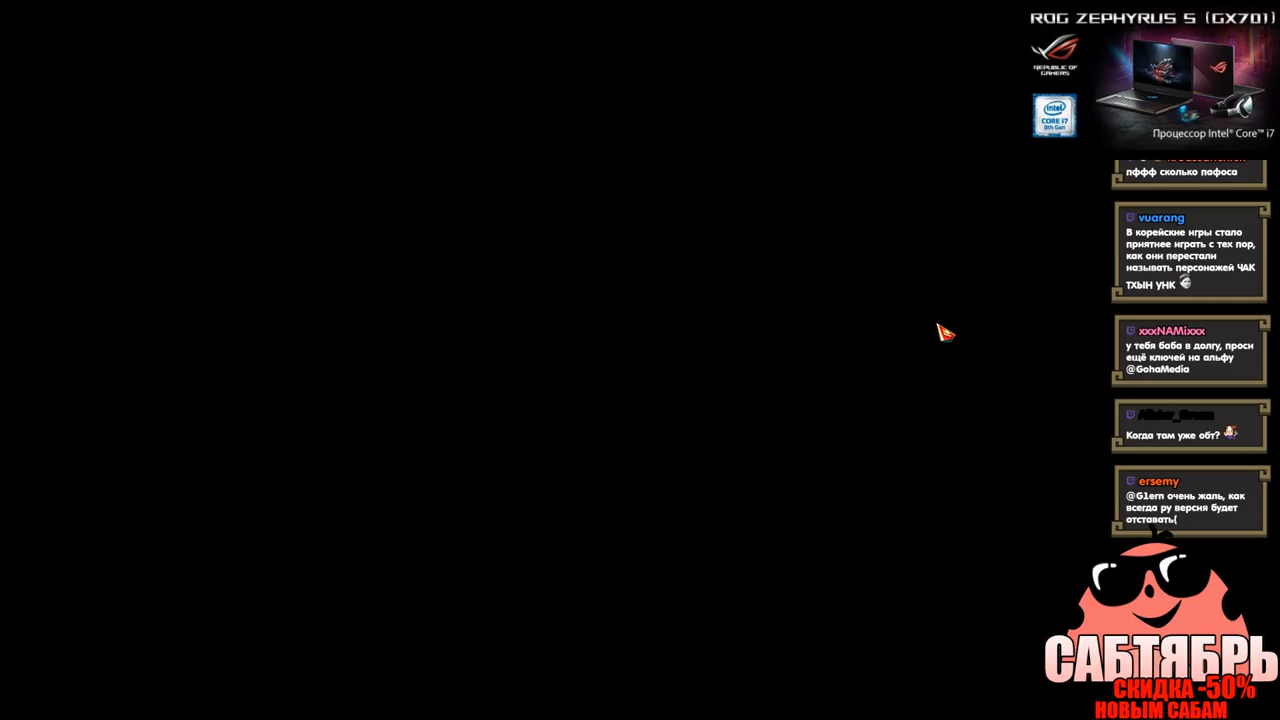 ROG ZEPHYRUS S (GX701)
REPUBLIC OF
GAMERS
intel
CORE i7
8th Gen
Процессор Intel® Core™ i7
пффф сколько пафоса
vuarang
В корейские игры стало
приятнее играть с тех пор,
как они перестали
называть персонажей ЧАК
ТХЫН УНК
xxxNAMixxx
у тебя баба в долгу, проси
ещё ключей на альфу
@GohaMedia
Когда там уже обт?
ersemy
@G1ern очень жаль, как
всегда ру версия будет
отставать(
САБТЯБРЬ
СКИДКА -50%
НОВЫМ САБАМ